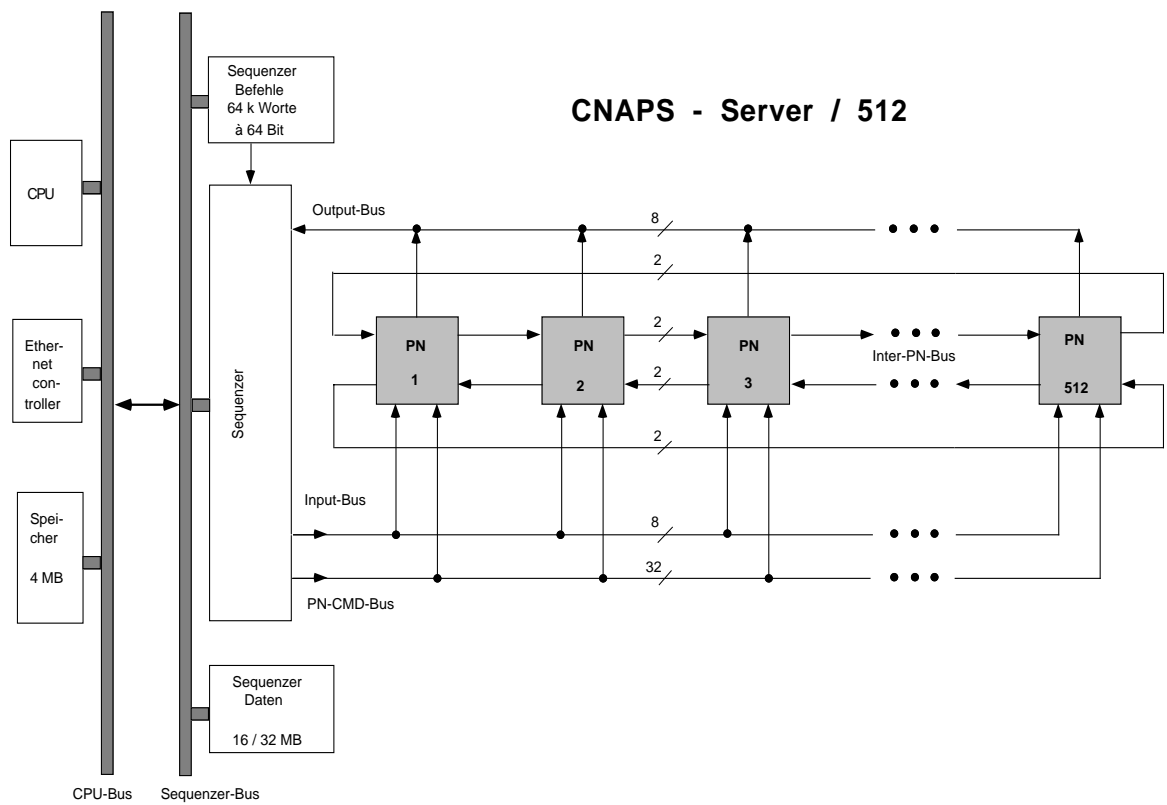 Sequenzer
Befehle
64 k Worte
à 64 Bit
CNAPS - Server / 512
CPU
Output-Bus
8
2
Ether-
net
con-
troller
Sequenzer
PN
1
2
PN
2
2
2
PN
3
Inter-PN-Bus
PN
512
2
Spei-
cher
4 MB
Input-Bus
8
32
PN-CMD-Bus
Sequenzer
Daten
16 / 32 MB
CPU-Bus
Sequenzer-Bus